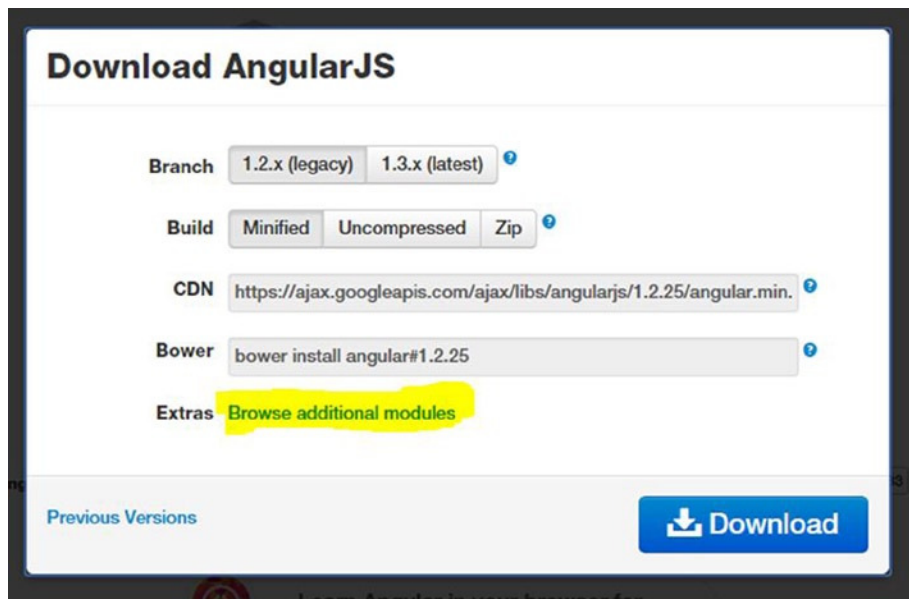 Download AngularJS
Branch 1.2.x (legacy) 1.3.x (latest) ?
Build Minified Uncompressed Zip ?
CDN https://ajax.googleapis.com/ajax/libs/angularjs/1.2.25/angular.min. ?
Bower bower install angular#1.2.25 ?
Extras Browse additional modules
Previous Versions
Download